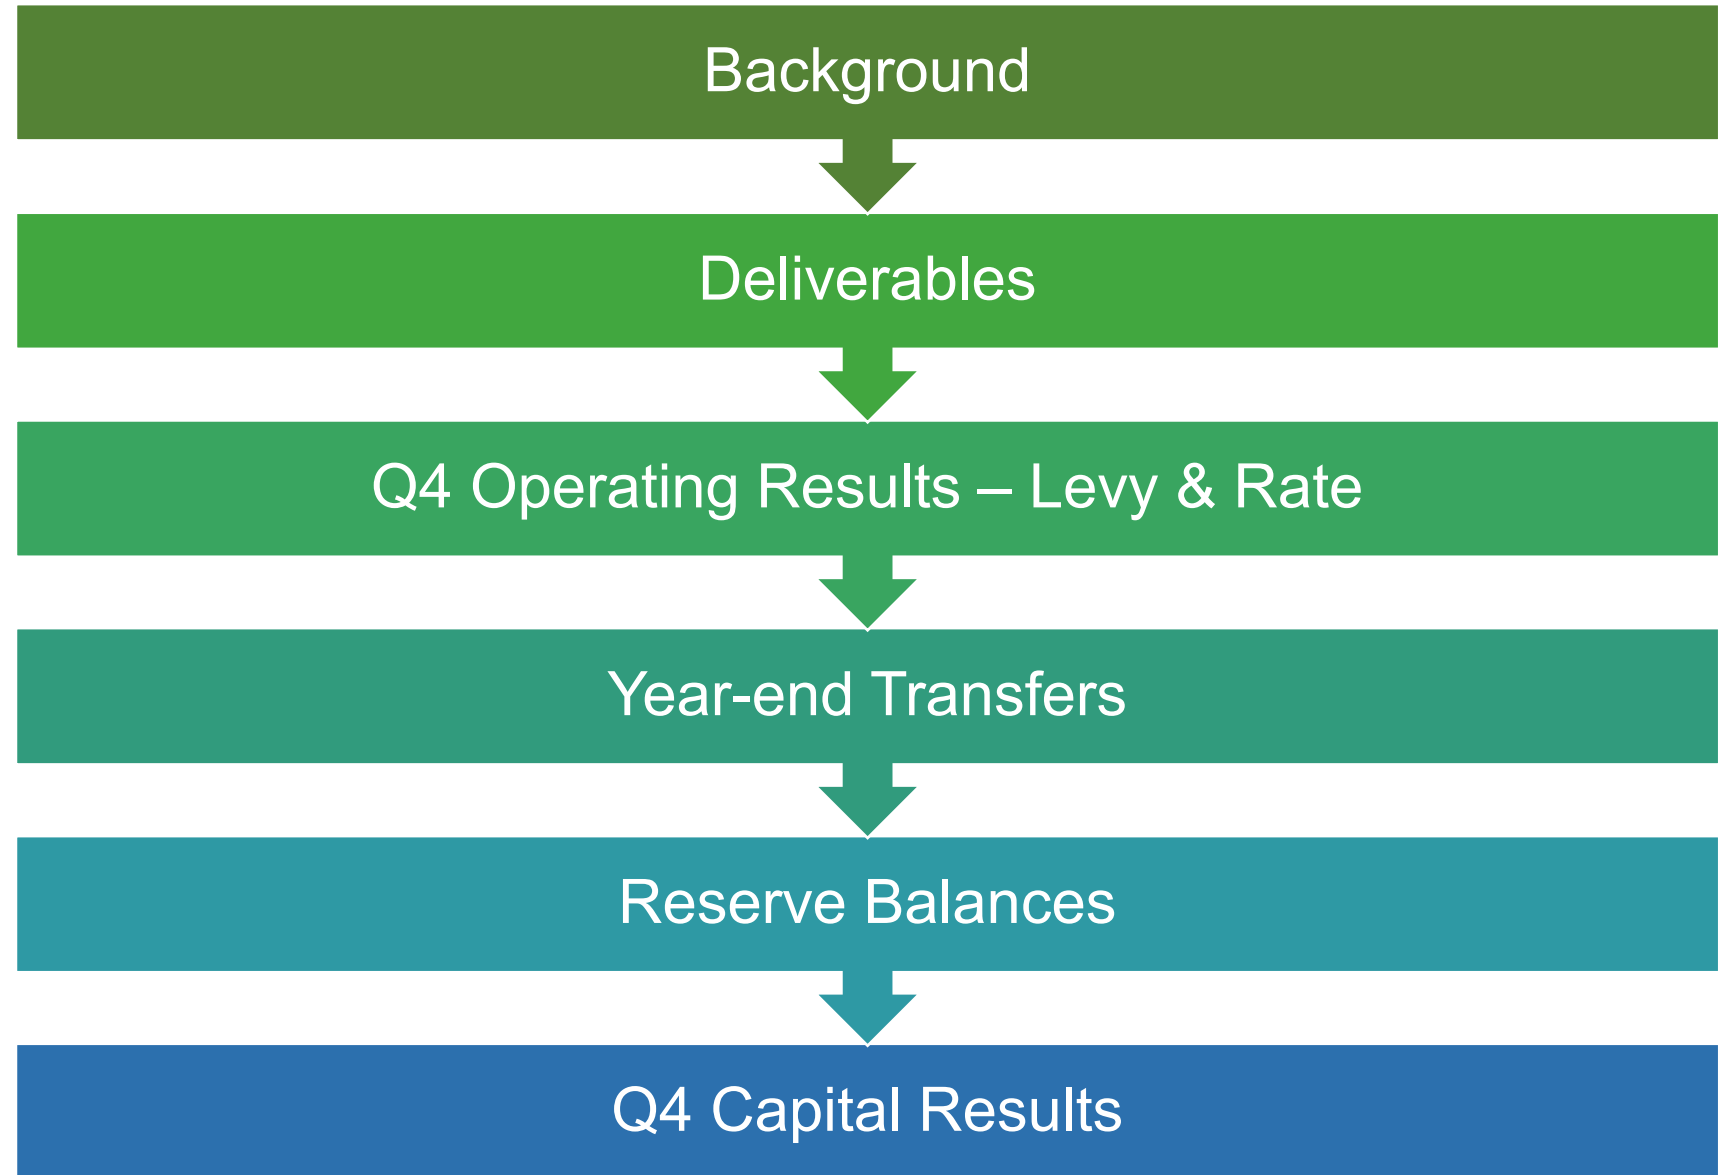 Background
Deliverables
Q4 Operating Results – Levy & Rate
Year-end Transfers
Reserve Balances
Q4 Capital Results